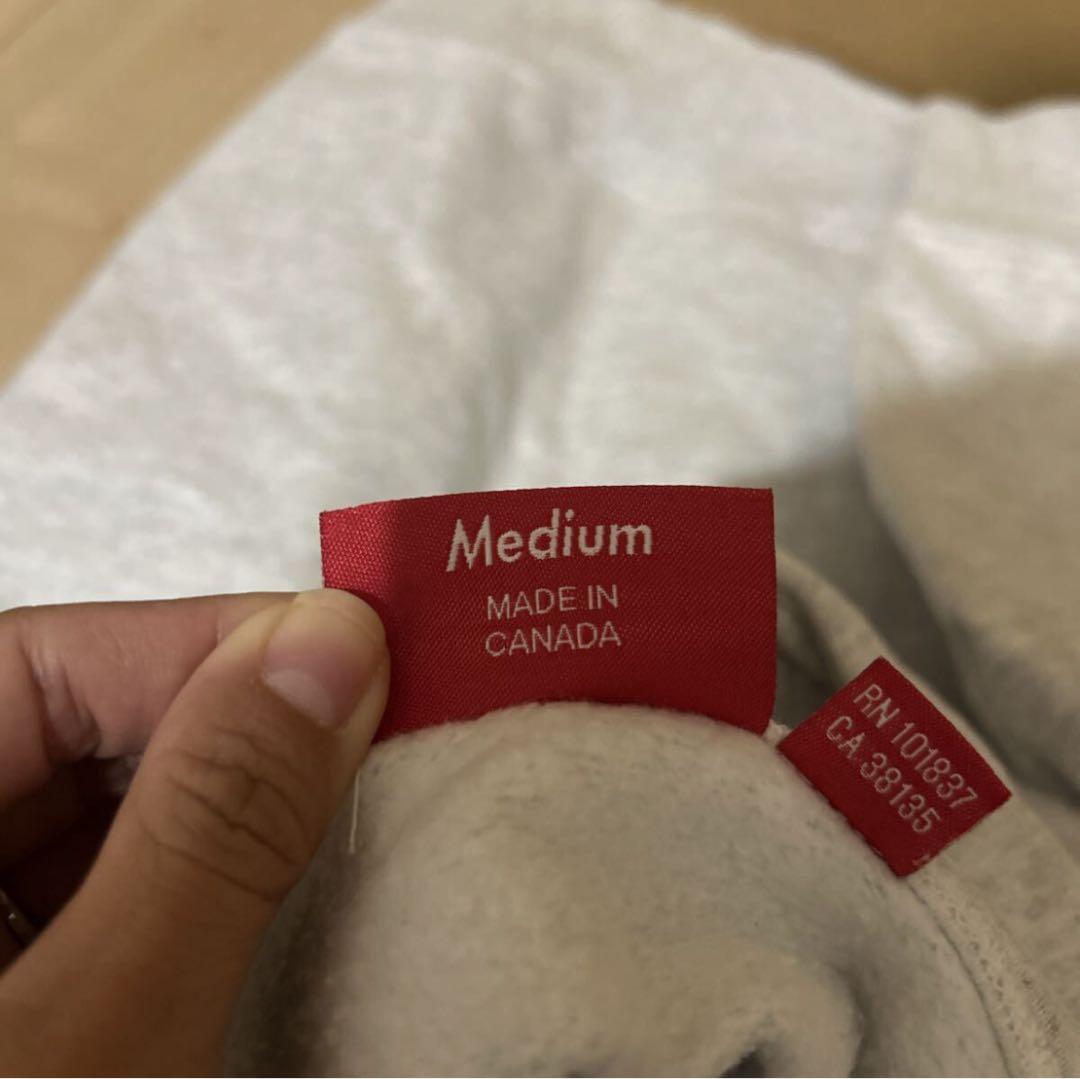 Medium
MADE IN
CANADA
RN 101837
CA 38135